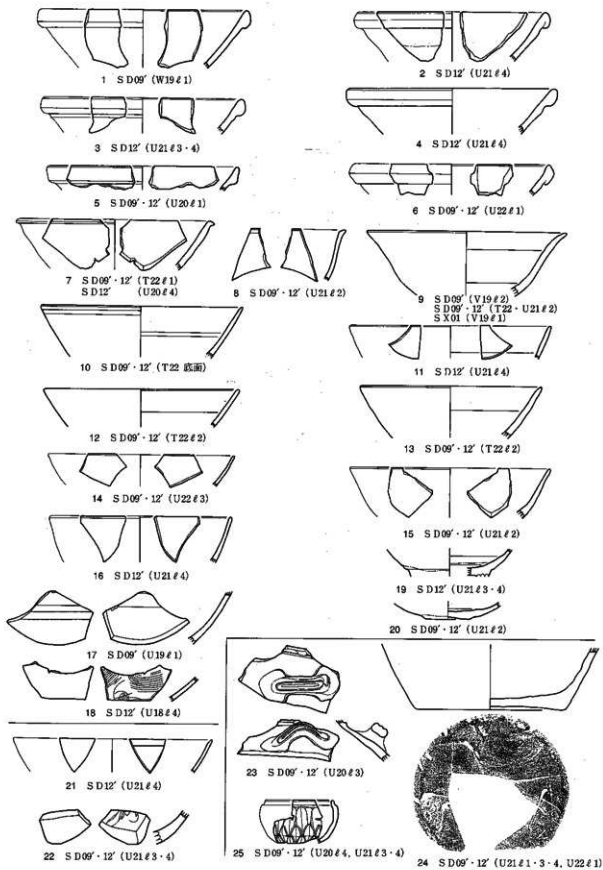 1 SD09′ (W19ℓ1)
2 SD12′ (U21ℓ4)
3 SD12′ (U21ℓ3・4)
4 SD12′ (U21ℓ4)
5 SD09′・12′ (U20ℓ1)
6 SD09′・12′ (U22ℓ1)
7 SD09′・12′ (T22ℓ1)
SD12′ (U20ℓ4)
8 SD09′・12′ (U21ℓ2)
9 SD09′ (V19ℓ2)
SD09′・12′ (T22・U21ℓ2)
SX01 (V19ℓ1)
10 SD09′・12′ (T22 底面)
11 SD12′ (U21ℓ4)
12 SD09′・12′ (T22ℓ2)
13 SD09′・12′ (T22ℓ2)
14 SD09′・12′ (U22ℓ3)
15 SD09′・12′ (U21ℓ2)
16 SD12′ (U21ℓ4)
19 SD12′ (U21ℓ3・4)
20 SD09′・12′ (U21ℓ2)
17 SD09′ (U19ℓ1)
18 SD12′ (U18ℓ4)
21 SD12′ (U21ℓ4)
22 SD09′・12′ (U21ℓ3・4)
23 SD09′・12′ (U20ℓ3)
25 SD09′・12′ (U20ℓ4, U21ℓ3・4)
24 SD09′・12′ (U21ℓ1・3・4, U22ℓ1)